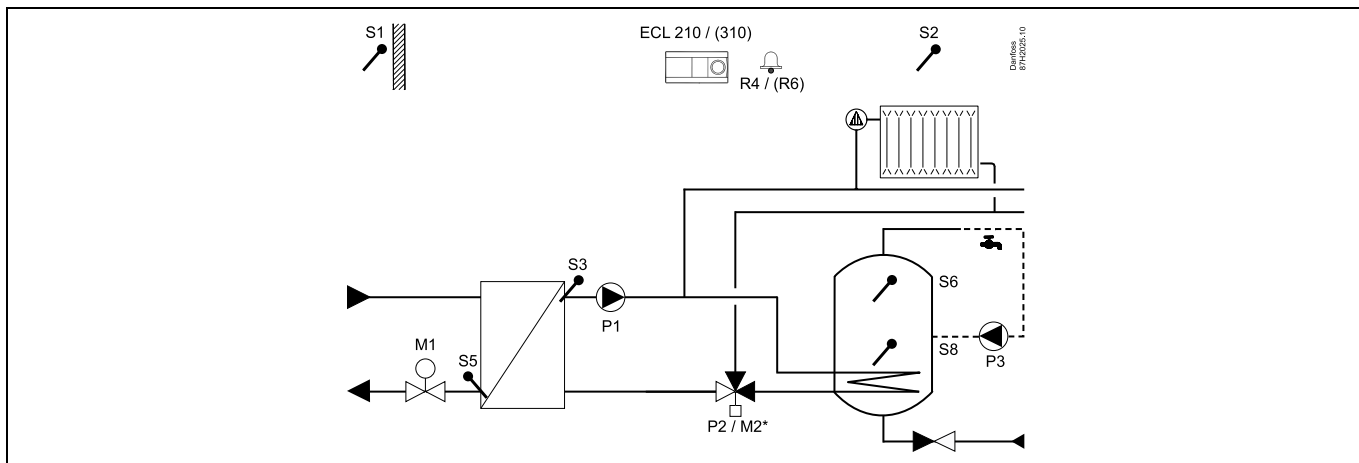 S1
ECL 210 / (310)
S2
Danfoss
87H2025.10
R4 / (R6)
S3
S6
P1
M1
S5
S8
P3
P2 / M2*